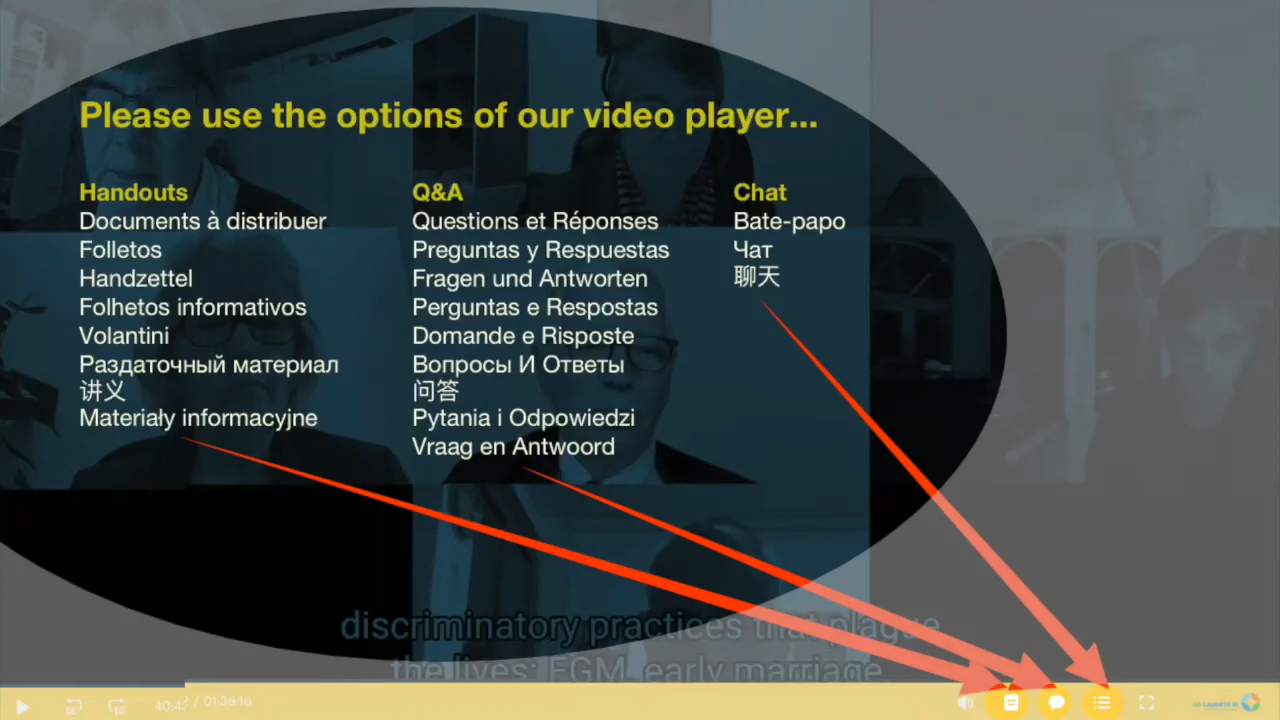 Please use the options of our video player...
Handouts
Documents à distribuer
Folletos
Handzettel
Folhetos informativos
Volantini
Раздаточный материал
讲义
Materiały informacyjne
Q&A
Questions et Réponses
Preguntas y Respuestas
Fragen und Antworten
Perguntas e Respostas
Domande e Risposte
Вопросы И Ответы
问答
Pytania i Odpowiedzi
Vraag en Antwoord
Chat
Bate-papo
Чат
聊天
discriminatory practices that plague
the lives: FGM, early marriage
/ 01:36:16